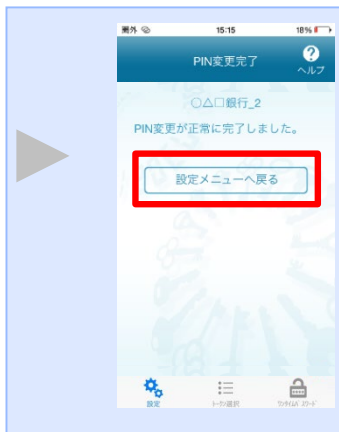 圏外 15:15 18%
PIN変更完了
?
ヘルプ
○△□銀行_2
PIN変更が正常に完了しました。
設定メニューへ戻る
設定 トークン選択 ワンタイムパスワード